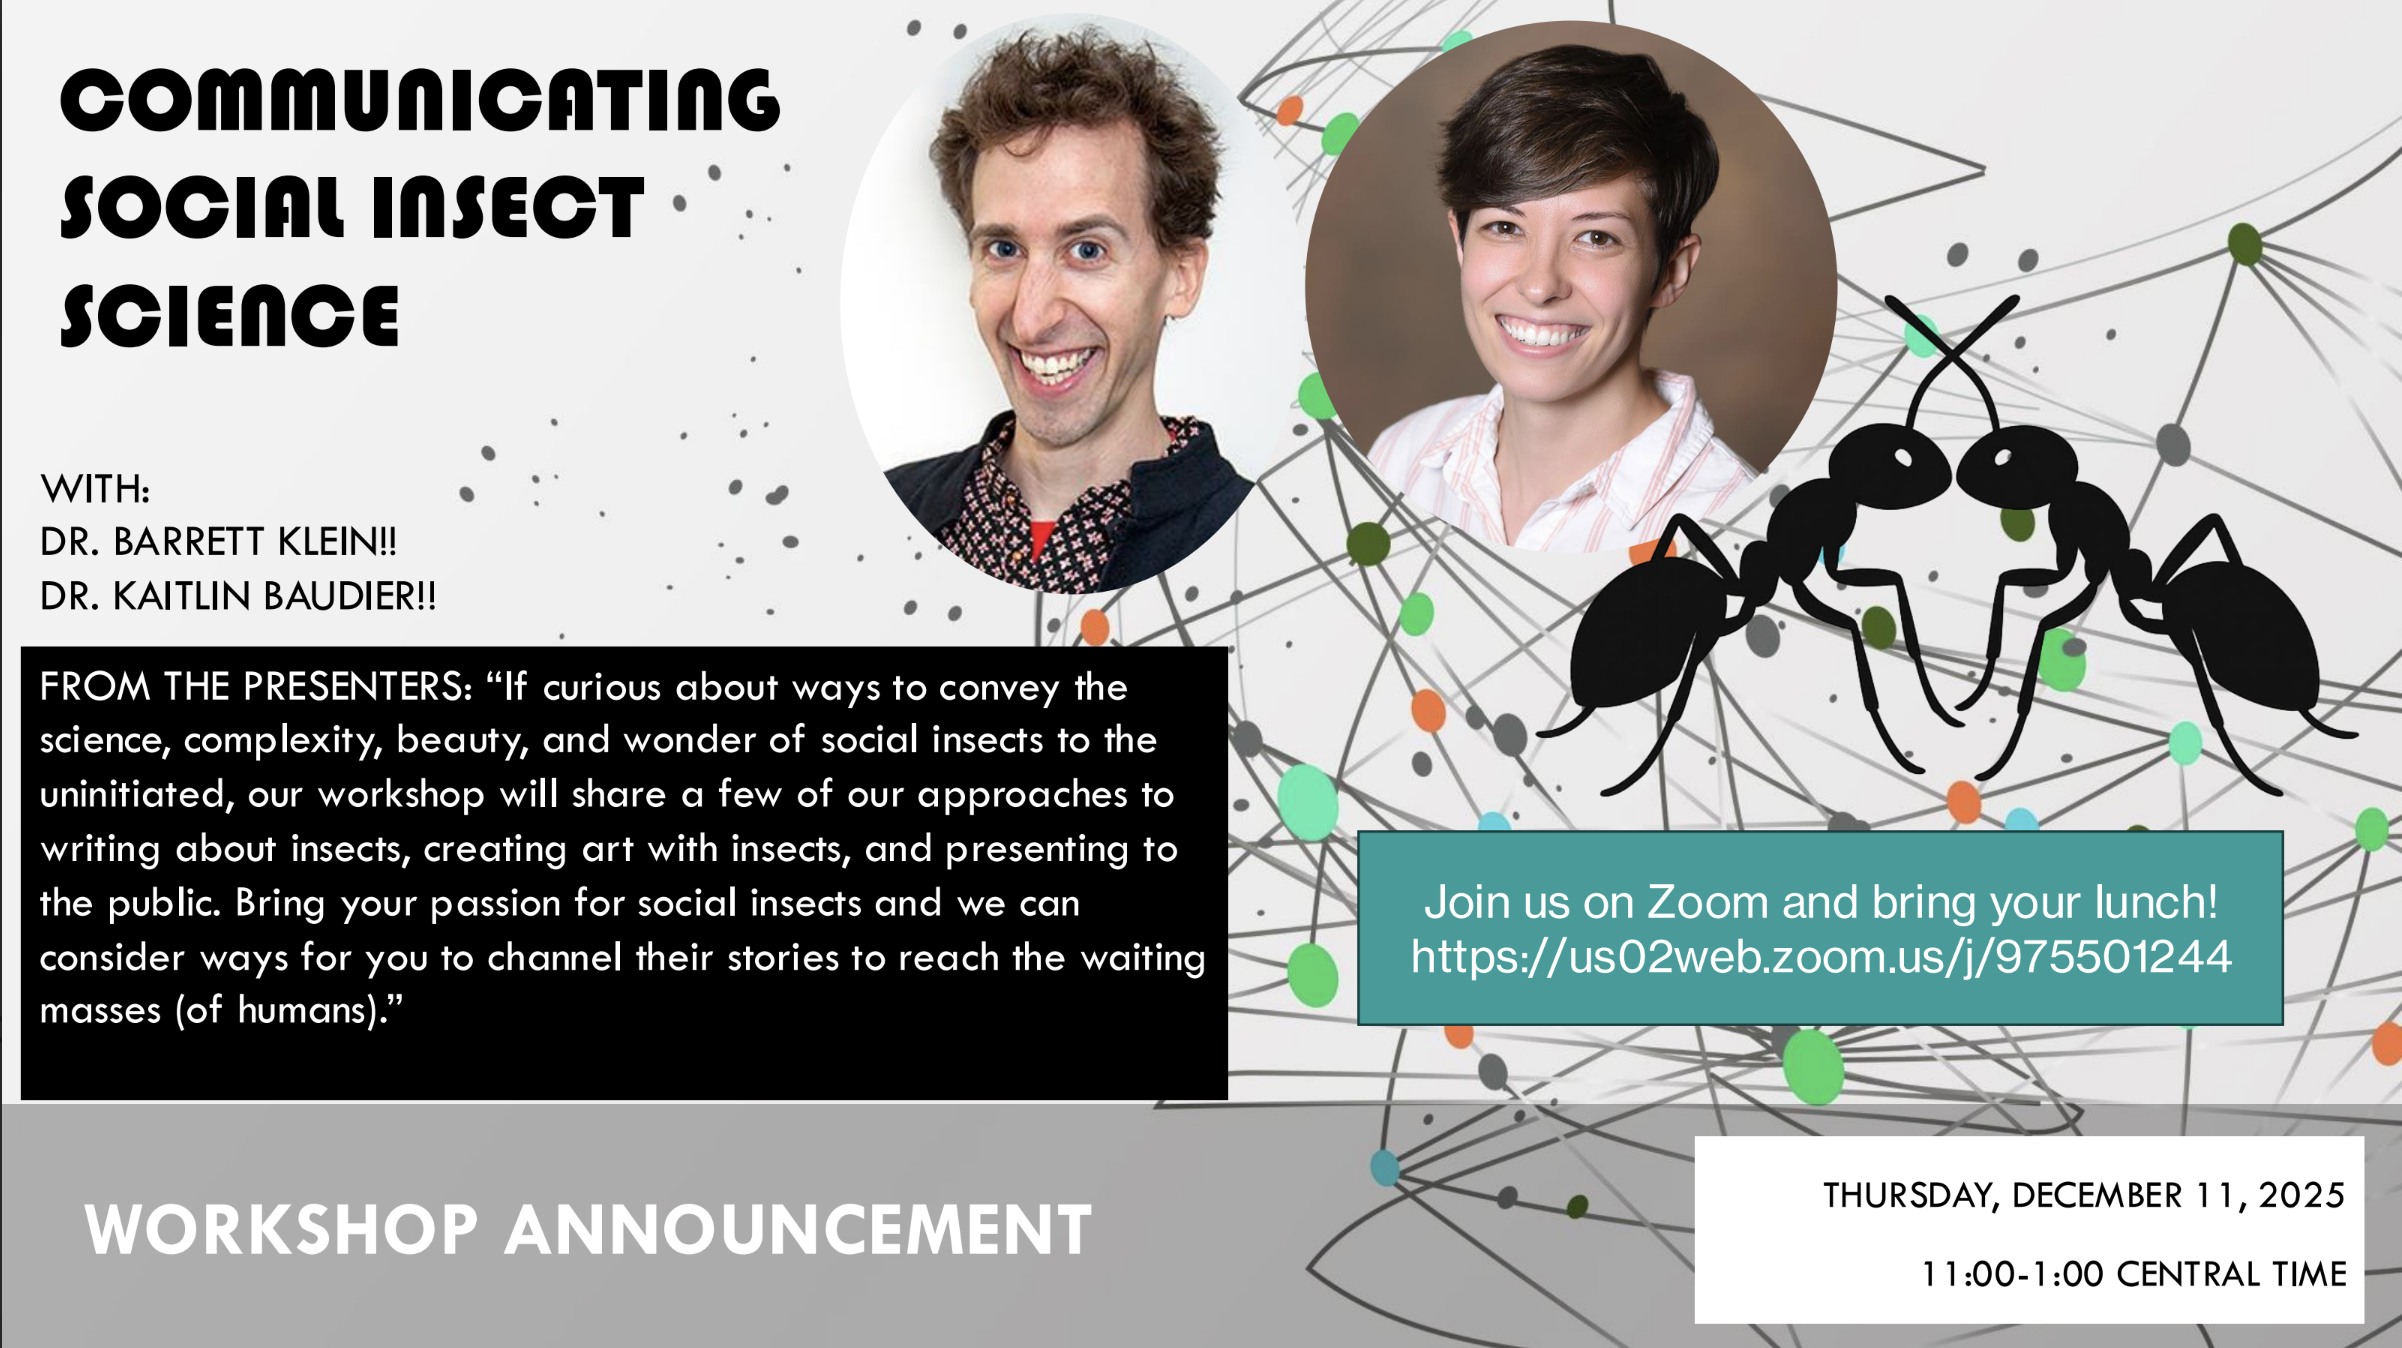 COMMUNICATING
SOCIAL INSECT
SCIENCE
WITH:
DR. BARRETT KLEIN!!
DR. KAITLIN BAUDIER!!
FROM THE PRESENTERS: “If curious about ways to convey the
science, complexity, beauty, and wonder of social insects to the
uninitiated, our workshop will share a few of our approaches to
writing about insects, creating art with insects, and presenting to
the public. Bring your passion for social insects and we can
consider ways for you to channel their stories to reach the waiting
masses (of humans).”
Join us on Zoom and bring your lunch!
https://us02web.zoom.us/j/975501244
WORKSHOP ANNOUNCEMENT
THURSDAY, DECEMBER 11, 2025
11:00-1:00 CENTRAL TIME